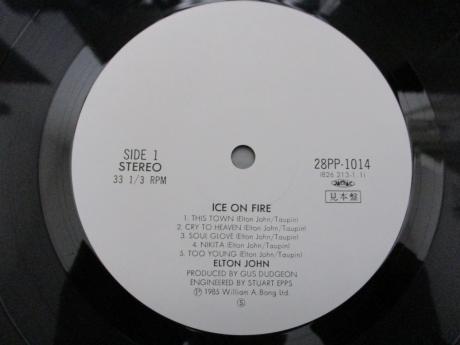 SIDE 1
STEREO
33 1/3 RPM
28PP-1014
(826 213-1.1)
見本盤
ICE ON FIRE
1. THIS TOWN (Elton John/Taupin)
2. CRY TO HEAVEN (Elton John/Taupin)
3. SOUL GLOVE (Elton John/Taupin)
4. NIKITA (Elton John/Taupin)
5. TOO YOUNG (Elton John/Taupin)
ELTON JOHN
PRODUCED BY GUS DUDGEON
ENGINEERED BY STUART EPPS
Ⓟ 1985 William A Bong Ltd.
Ⓢ